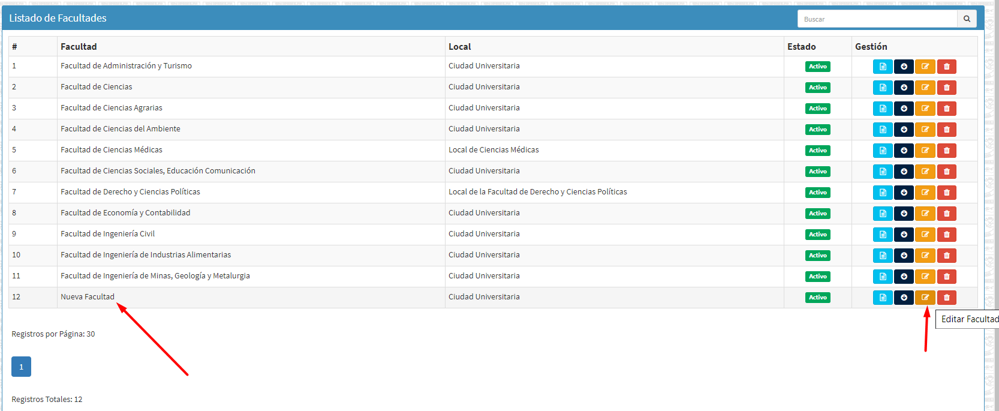 Listado de Facultades
Buscar
# Facultad Local Estado Gestión
1 Facultad de Administración y Turismo Ciudad Universitaria Activo
2 Facultad de Ciencias Ciudad Universitaria Activo
3 Facultad de Ciencias Agrarias Ciudad Universitaria Activo
4 Facultad de Ciencias del Ambiente Ciudad Universitaria Activo
5 Facultad de Ciencias Médicas Local de Ciencias Médicas Activo
6 Facultad de Ciencias Sociales, Educación Comunicación Ciudad Universitaria Activo
7 Facultad de Derecho y Ciencias Políticas Local de la Facultad de Derecho y Ciencias Políticas Activo
8 Facultad de Economía y Contabilidad Ciudad Universitaria Activo
9 Facultad de Ingeniería Civil Ciudad Universitaria Activo
10 Facultad de Ingeniería de Industrias Alimentarias Ciudad Universitaria Activo
11 Facultad de Ingeniería de Minas, Geología y Metalurgia Ciudad Universitaria Activo
12 Nueva Facultad Ciudad Universitaria Activo
Editar Facultad
Registros por Página: 30
1
Registros Totales: 12